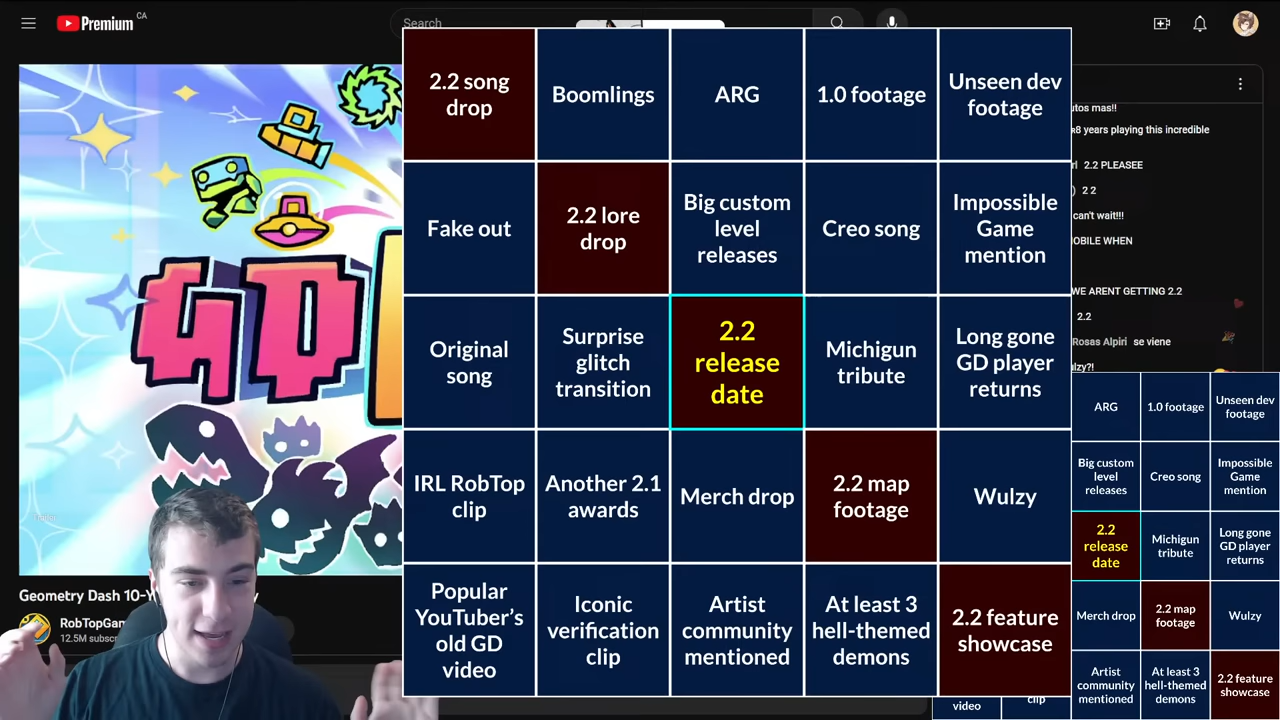 Premium CA
Search
2.2 song
drop
Boomlings
ARG
1.0 footage
Unseen dev
footage
Fake out
2.2 lore
drop
Big custom
level
releases
Creo song
Impossible
Game
mention
Original
song
Surprise
glitch
transition
2.2
release
date
Michigun
tribute
Long gone
GD player
returns
IRL RobTop
clip
Another 2.1
awards
Merch drop
2.2 map
footage
Wulzy
Popular
YouTuber’s
old GD
video
Iconic
verification
clip
Artist
community
mentioned
At least 3
hell-themed
demons
2.2 feature
showcase
GD
Geometry Dash 10-Y
RobTopGam
12.5M subscr
utos mas!!
8 years playing this incredible
2.2 PLEASEE
2 2
can't wait!!!
OBILE WHEN
WE ARENT GETTING 2.2
2.2
Rosas Alpiri se viene
lzy?!
ARG
1.0 footage
Unseen dev
footage
Big custom
level
releases
Creo song
Impossible
Game
mention
2.2
release
date
Michigun
tribute
Long gone
GD player
returns
Merch drop
2.2 map
footage
Wulzy
Artist
community
mentioned
At least 3
hell-themed
demons
2.2 feature
showcase
video
clip